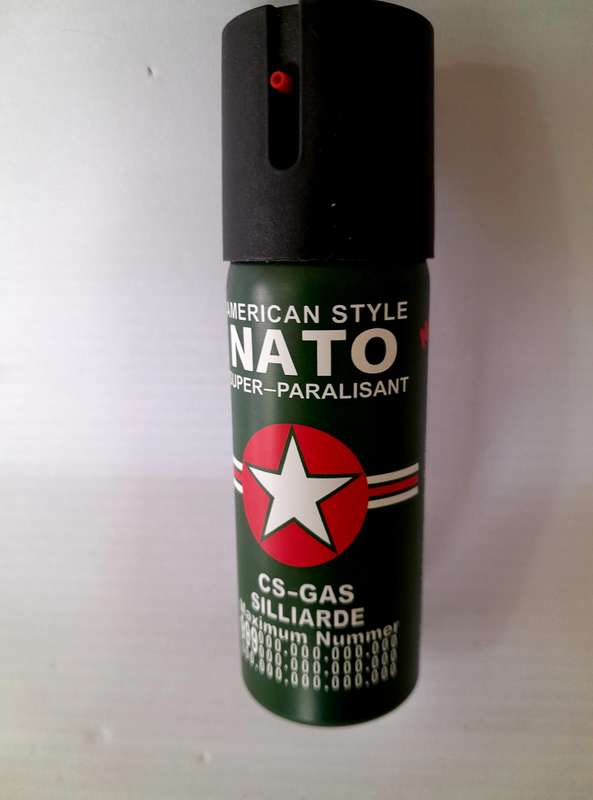 AMERICAN STYLE
NATO
SUPER-PARALISANT
CS-GAS
SILLIARDE
Maximum Nummer